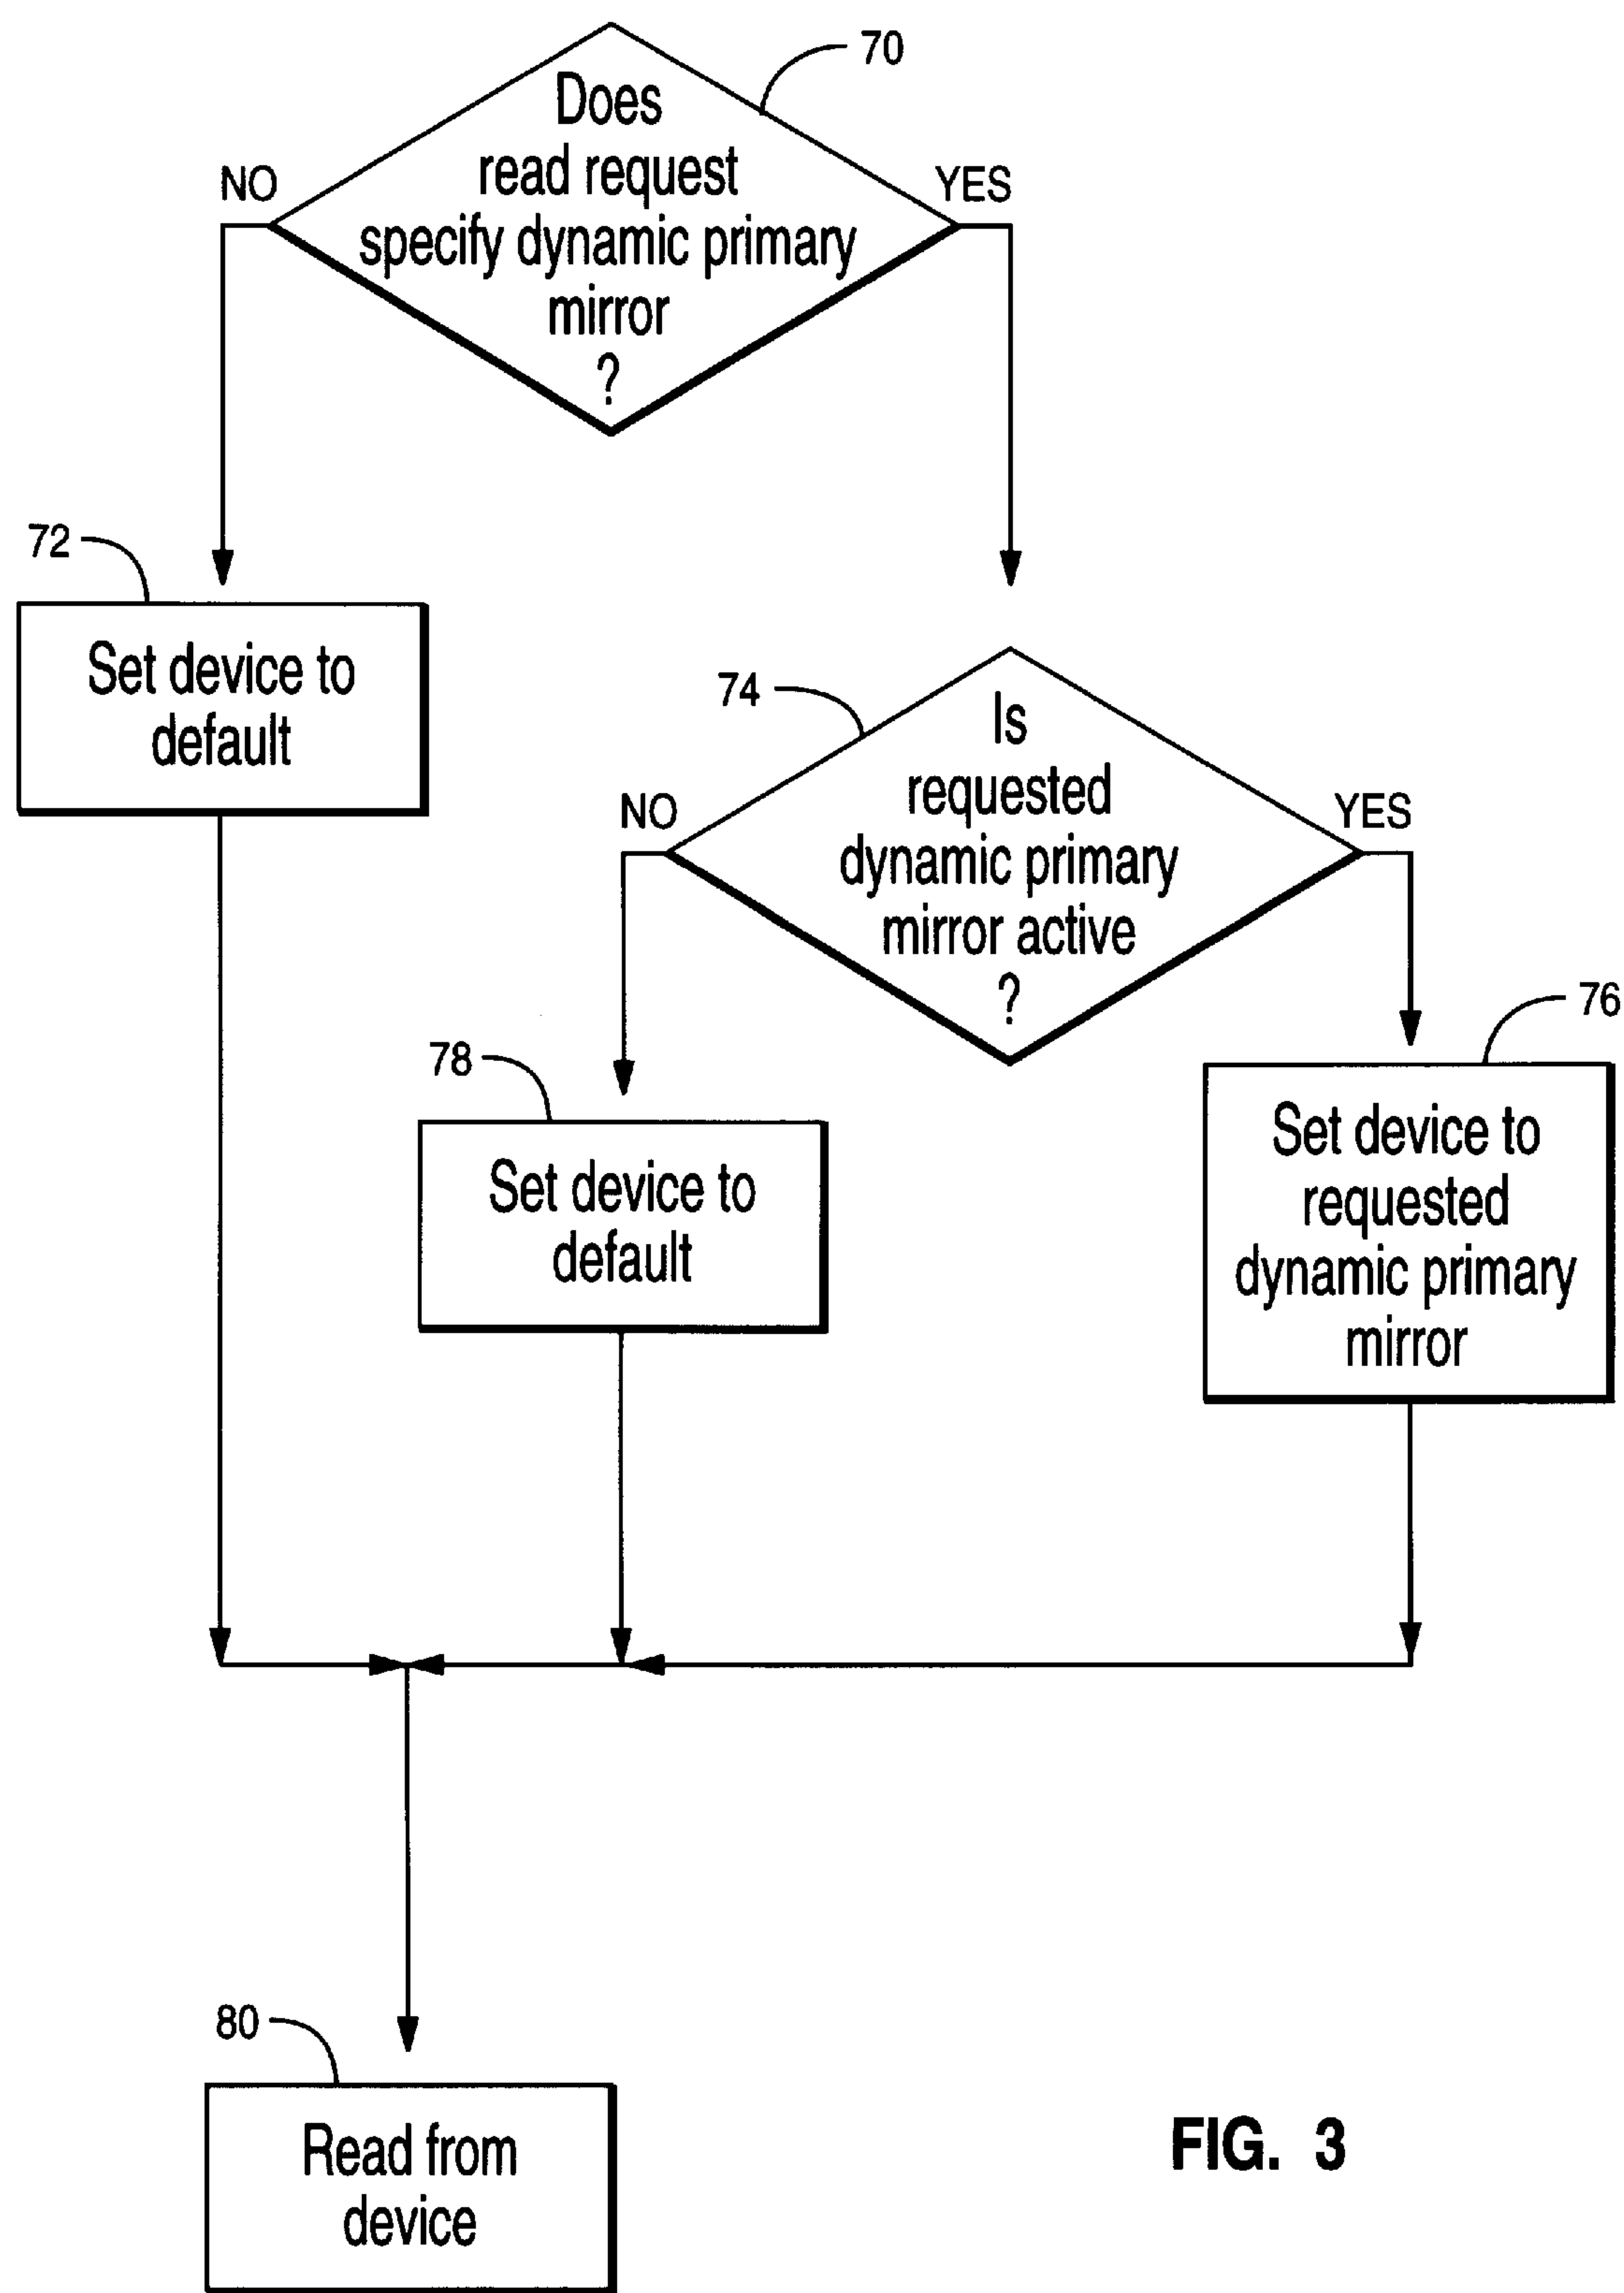 70
Does
read request
specify dynamic primary
mirror
?
NO
YES
72
Set device to
default
74
Is
requested
dynamic primary
mirror active
?
NO
YES
76
Set device to
requested
dynamic primary
mirror
78
Set device to
default
80
Read from
device
FIG. 3